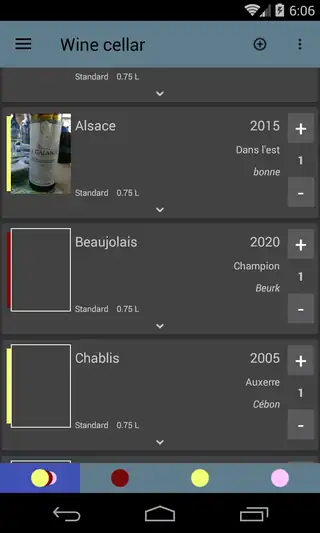 6:06
Wine cellar
Standard 0.75 L
Alsace 2015
Dans l'est
bonne
+
1
-
Standard 0.75 L
Beaujolais 2020
Champion
Beurk
+
1
-
Standard 0.75 L
Chablis 2005
Auxerre
Cébon
+
1
-
Standard 0.75 L